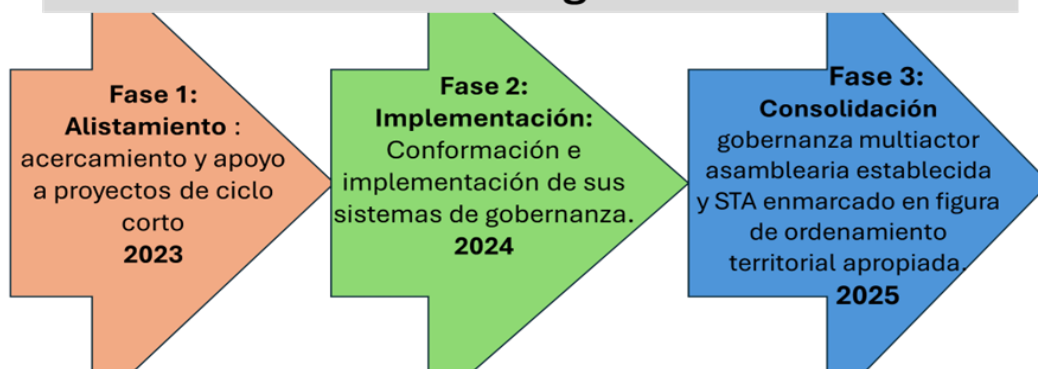 Fase 1:
Alistamiento :
acercamiento y apoyo
a proyectos de ciclo
corto
2023
Fase 2:
Implementación:
Conformación e
implementación de sus
sistemas de gobernanza.
2024
Fase 3:
Consolidación
gobernanza multiactor
asamblearia establecida
y STA enmarcado en figura
de ordenamiento
territorial apropiada.
2025